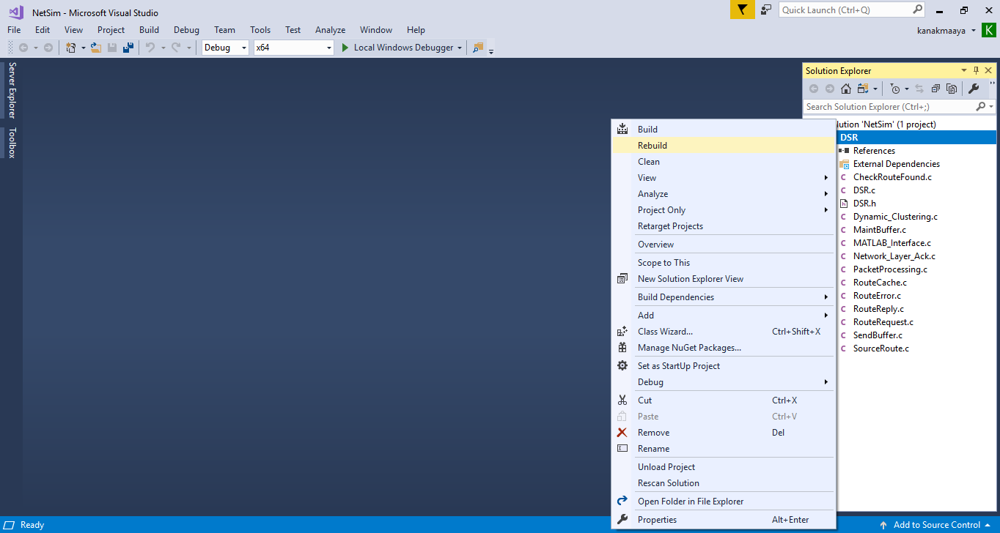 NetSim - Microsoft Visual Studio
Quick Launch (Ctrl+Q)
File Edit View Project Build Debug Team Tools Test Analyze Window Help
kanakmaaya K
Debug x64 Local Windows Debugger
Server Explorer
Toolbox
Solution Explorer
Search Solution Explorer (Ctrl+;)
lution 'NetSim' (1 project)
DSR
References
External Dependencies
C CheckRouteFound.c
C DSR.c
h DSR.h
C Dynamic_Clustering.c
C MaintBuffer.c
C MATLAB_Interface.c
C Network_Layer_Ack.c
C PacketProcessing.c
C RouteCache.c
C RouteError.c
C RouteReply.c
C RouteRequest.c
C SendBuffer.c
C SourceRoute.c
Build
Rebuild
Clean
View
Analyze
Project Only
Retarget Projects
Overview
Scope to This
New Solution Explorer View
Build Dependencies
Add
Class Wizard... Ctrl+Shift+X
Manage NuGet Packages...
Set as StartUp Project
Debug
Cut Ctrl+X
Paste Ctrl+V
Remove Del
Rename
Unload Project
Rescan Solution
Open Folder in File Explorer
Properties Alt+Enter
Ready
Add to Source Control